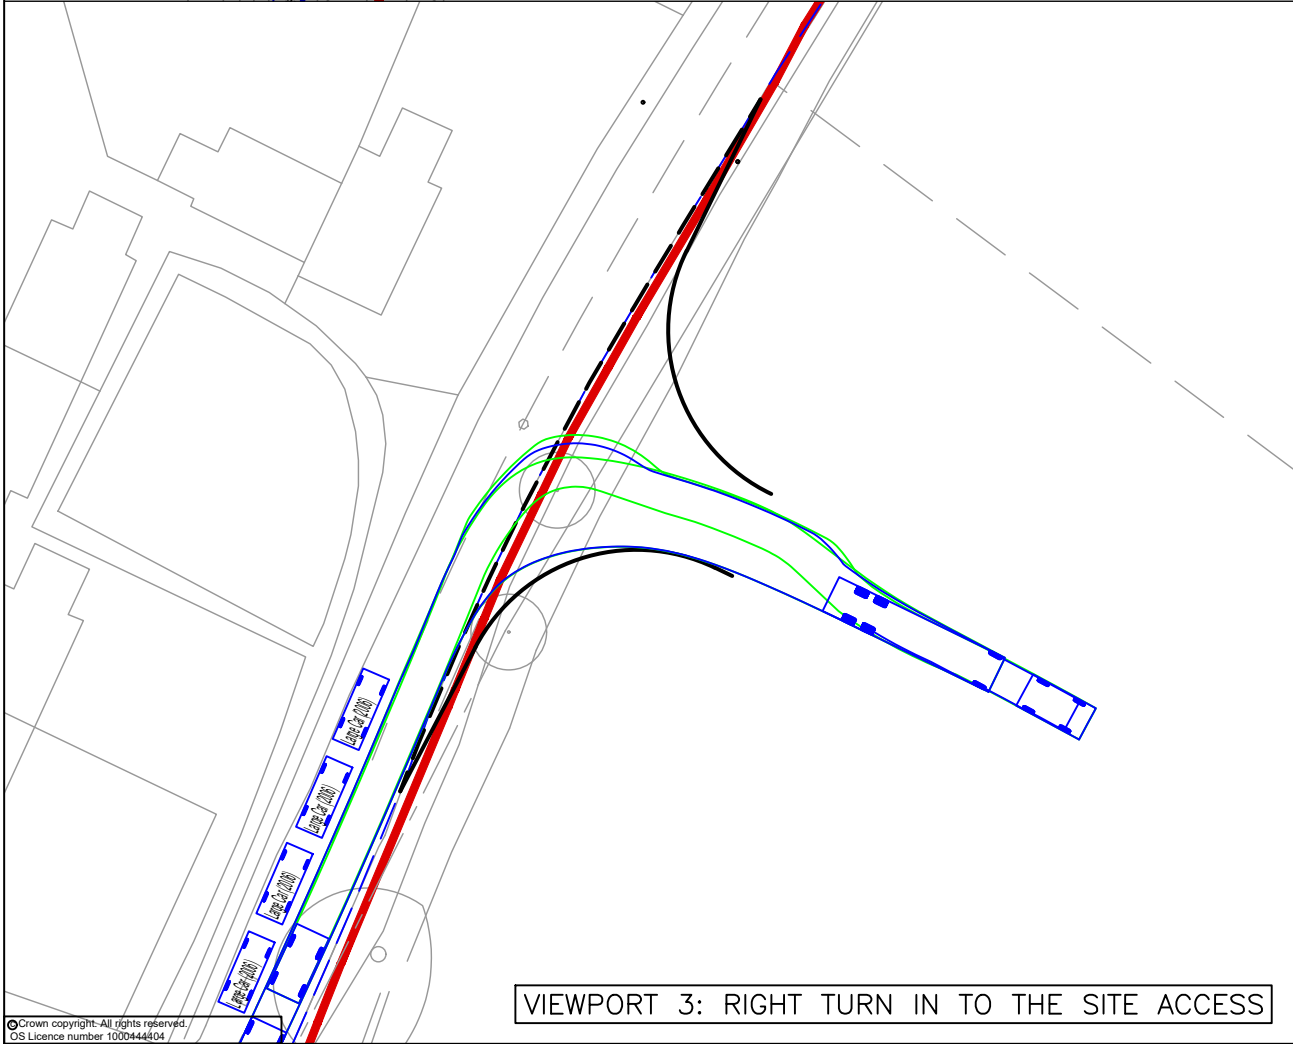 Large Car (2006)
Large Car (2006)
Large Car (2006)
Large Car (2006)
VIEWPORT 3: RIGHT TURN IN TO THE SITE ACCESS
©Crown copyright. All rights reserved.
OS Licence number 1000444404